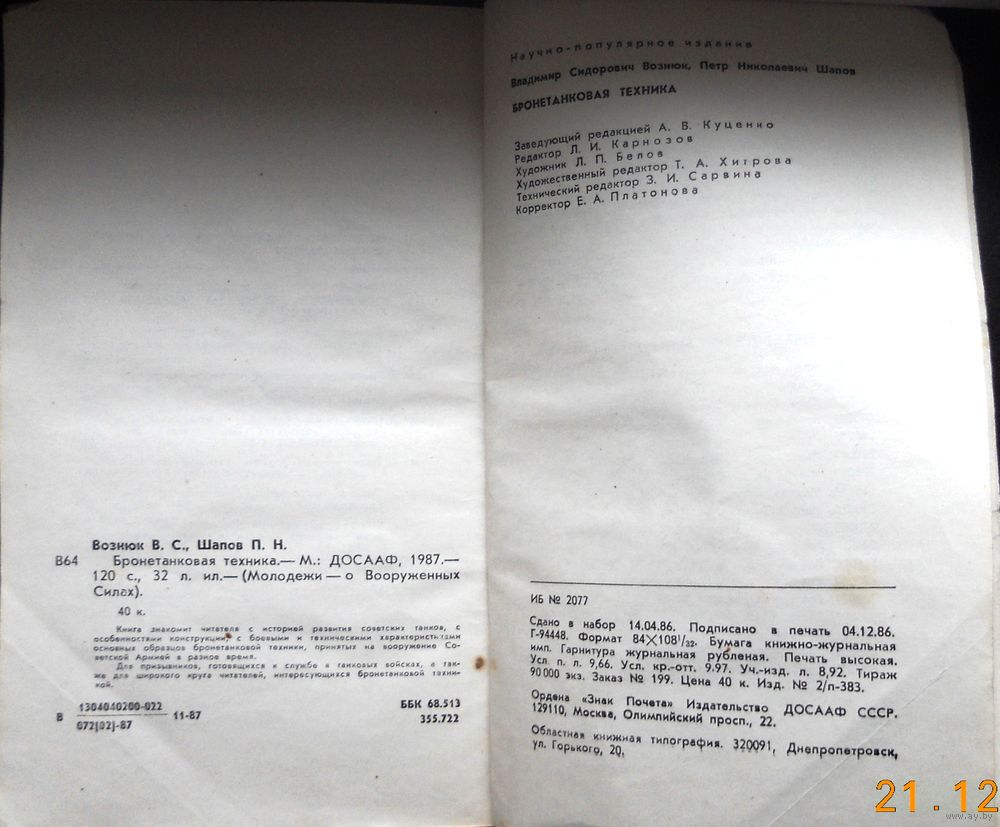 Вознюк В. С., Шапов П. Н.
В64 Бронетанковая техника.— М.: ДОСААФ, 1987.—
120 с., 32 л. ил.— (Молодежи — о Вооруженных
Силах).
40 к.
Книга знакомит читателя с историей развития советских танков, с
особенностями конструкции, с боевыми и техническими характеристиками
основных образцов бронетанковой техники, принятых на вооружение Со-
ветской Армией в разное время.
Для призывников, готовящихся к службе в танковых войсках, а так-
же для широкого круга читателей, интересующихся бронетанковой техни-
кой.
В 1304040200-022
072(02)-87 11-87
ББК 68.513
355.722
Научно-популярное издание
Владимир Сидорович Вознюк, Петр Николаевич Шапов
БРОНЕТАНКОВАЯ ТЕХНИКА
Заведующий редакцией А. В. Куценко
Редактор Л. И. Карнозов
Художник Л. П. Белов
Художественный редактор Т. А. Хитрова
Технический редактор З. И. Сарвина
Корректор Е. А. Платонова
ИБ № 2077
Сдано в набор 14.04.86. Подписано в печать 04.12.86.
Г-94448. Формат 84×108¹/₃₂. Бумага книжно-журнальная
имп. Гарнитура журнальная рубленая. Печать высокая.
Усл. п. л. 9,66. Усл. кр.-отт. 9.97. Уч.-изд. л. 8,92. Тираж
90 000 экз. Заказ № 199. Цена 40 к. Изд. № 2/п-383.
Ордена «Знак Почета» Издательство ДОСААФ СССР.
129110, Москва, Олимпийский просп., 22.
Областная книжная типография. 320091, Днепропетровск,
ул. Горького, 20.
21.12
www.ay.by